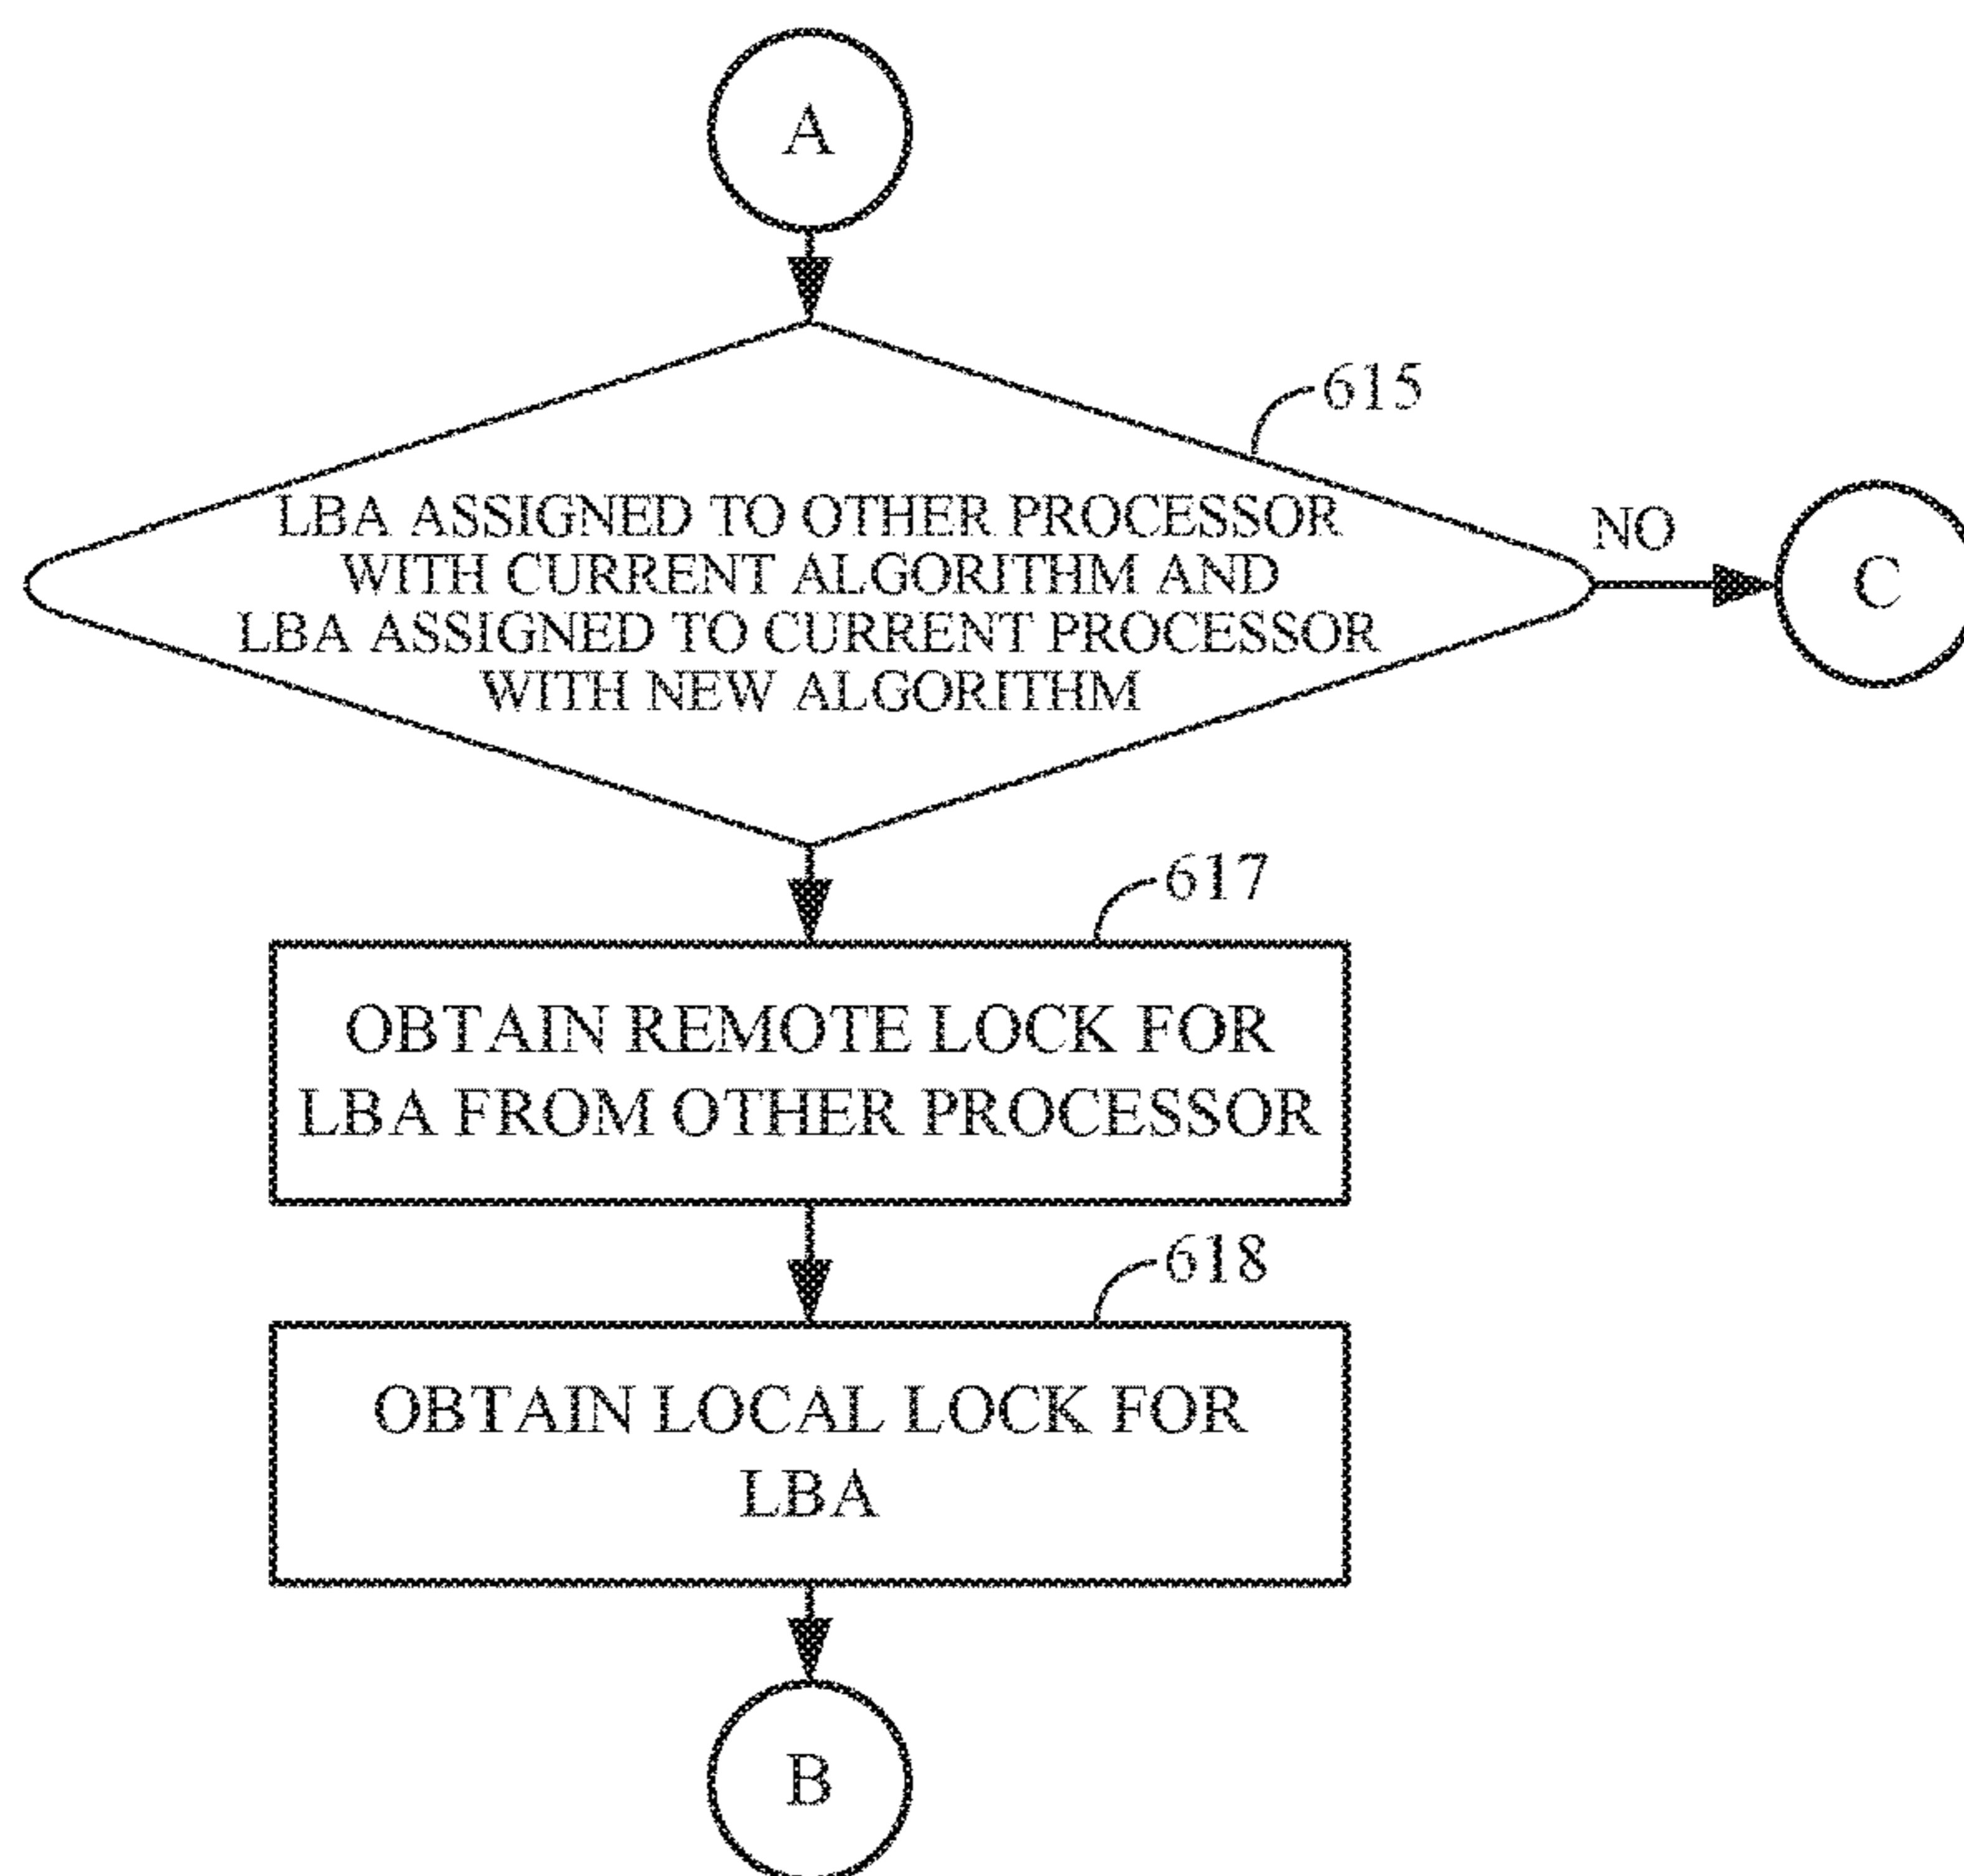 A
615
LBA ASSIGNED TO OTHER PROCESSOR
WITH CURRENT ALGORITHM AND
LBA ASSIGNED TO CURRENT PROCESSOR
WITH NEW ALGORITHM
NO
C
617
OBTAIN REMOTE LOCK FOR
LBA FROM OTHER PROCESSOR
618
OBTAIN LOCAL LOCK FOR
LBA
B